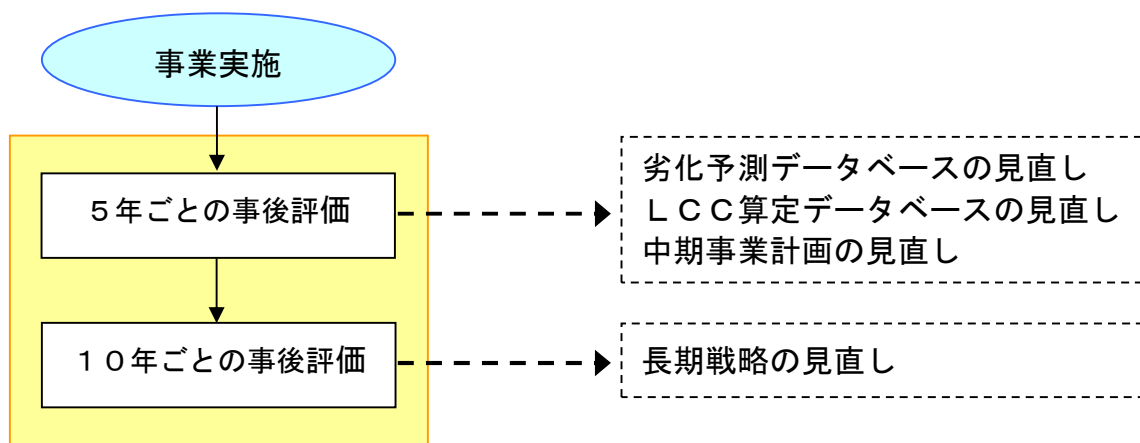 事業実施
５年ごとの事後評価
劣化予測データベースの見直し
ＬＣＣ算定データベースの見直し
中期事業計画の見直し
１０年ごとの事後評価
長期戦略の見直し